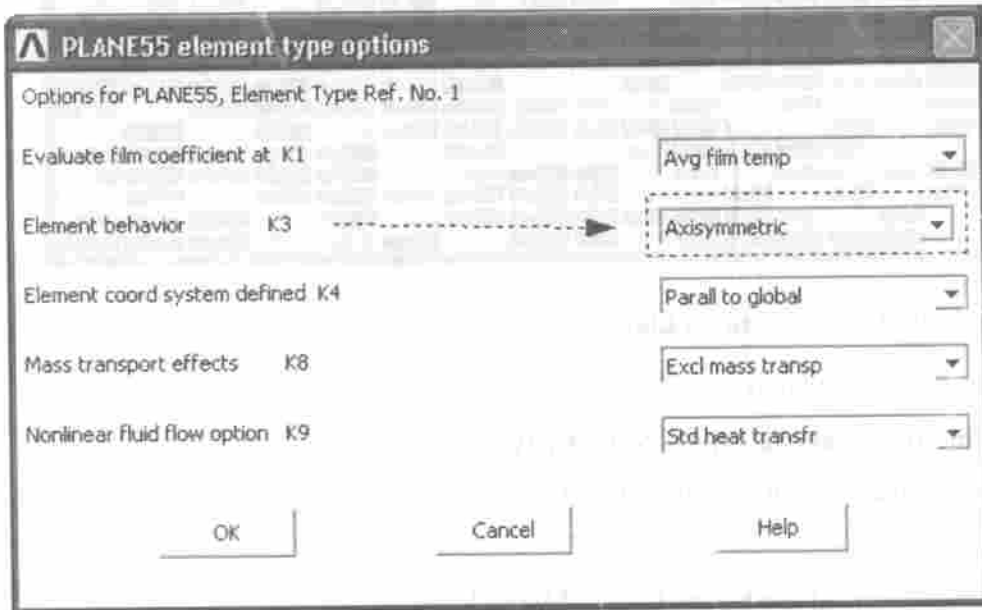 PLANE55 element type options
Options for PLANE55, Element Type Ref. No. 1
Evaluate film coefficient at K1 Avg film temp
Element behavior K3 Axisymmetric
Element coord system defined K4 Parall to global
Mass transport effects K8 Excl mass transp
Nonlinear fluid flow option K9 Std heat transfr
OK Cancel Help